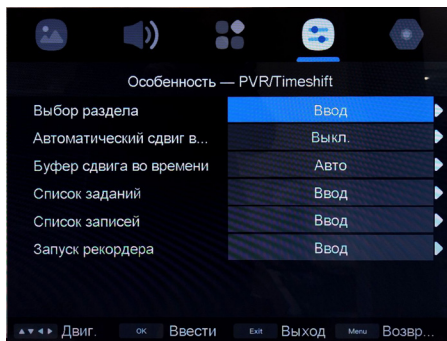 Особенность — PVR/Timeshift
Выбор раздела Ввод
Автоматический сдвиг в... Выкл.
Буфер сдвига во времени Авто
Список заданий Ввод
Список записей Ввод
Запуск рекордера Ввод
Двиг. OK Ввести Exit Выход Menu Возвр...